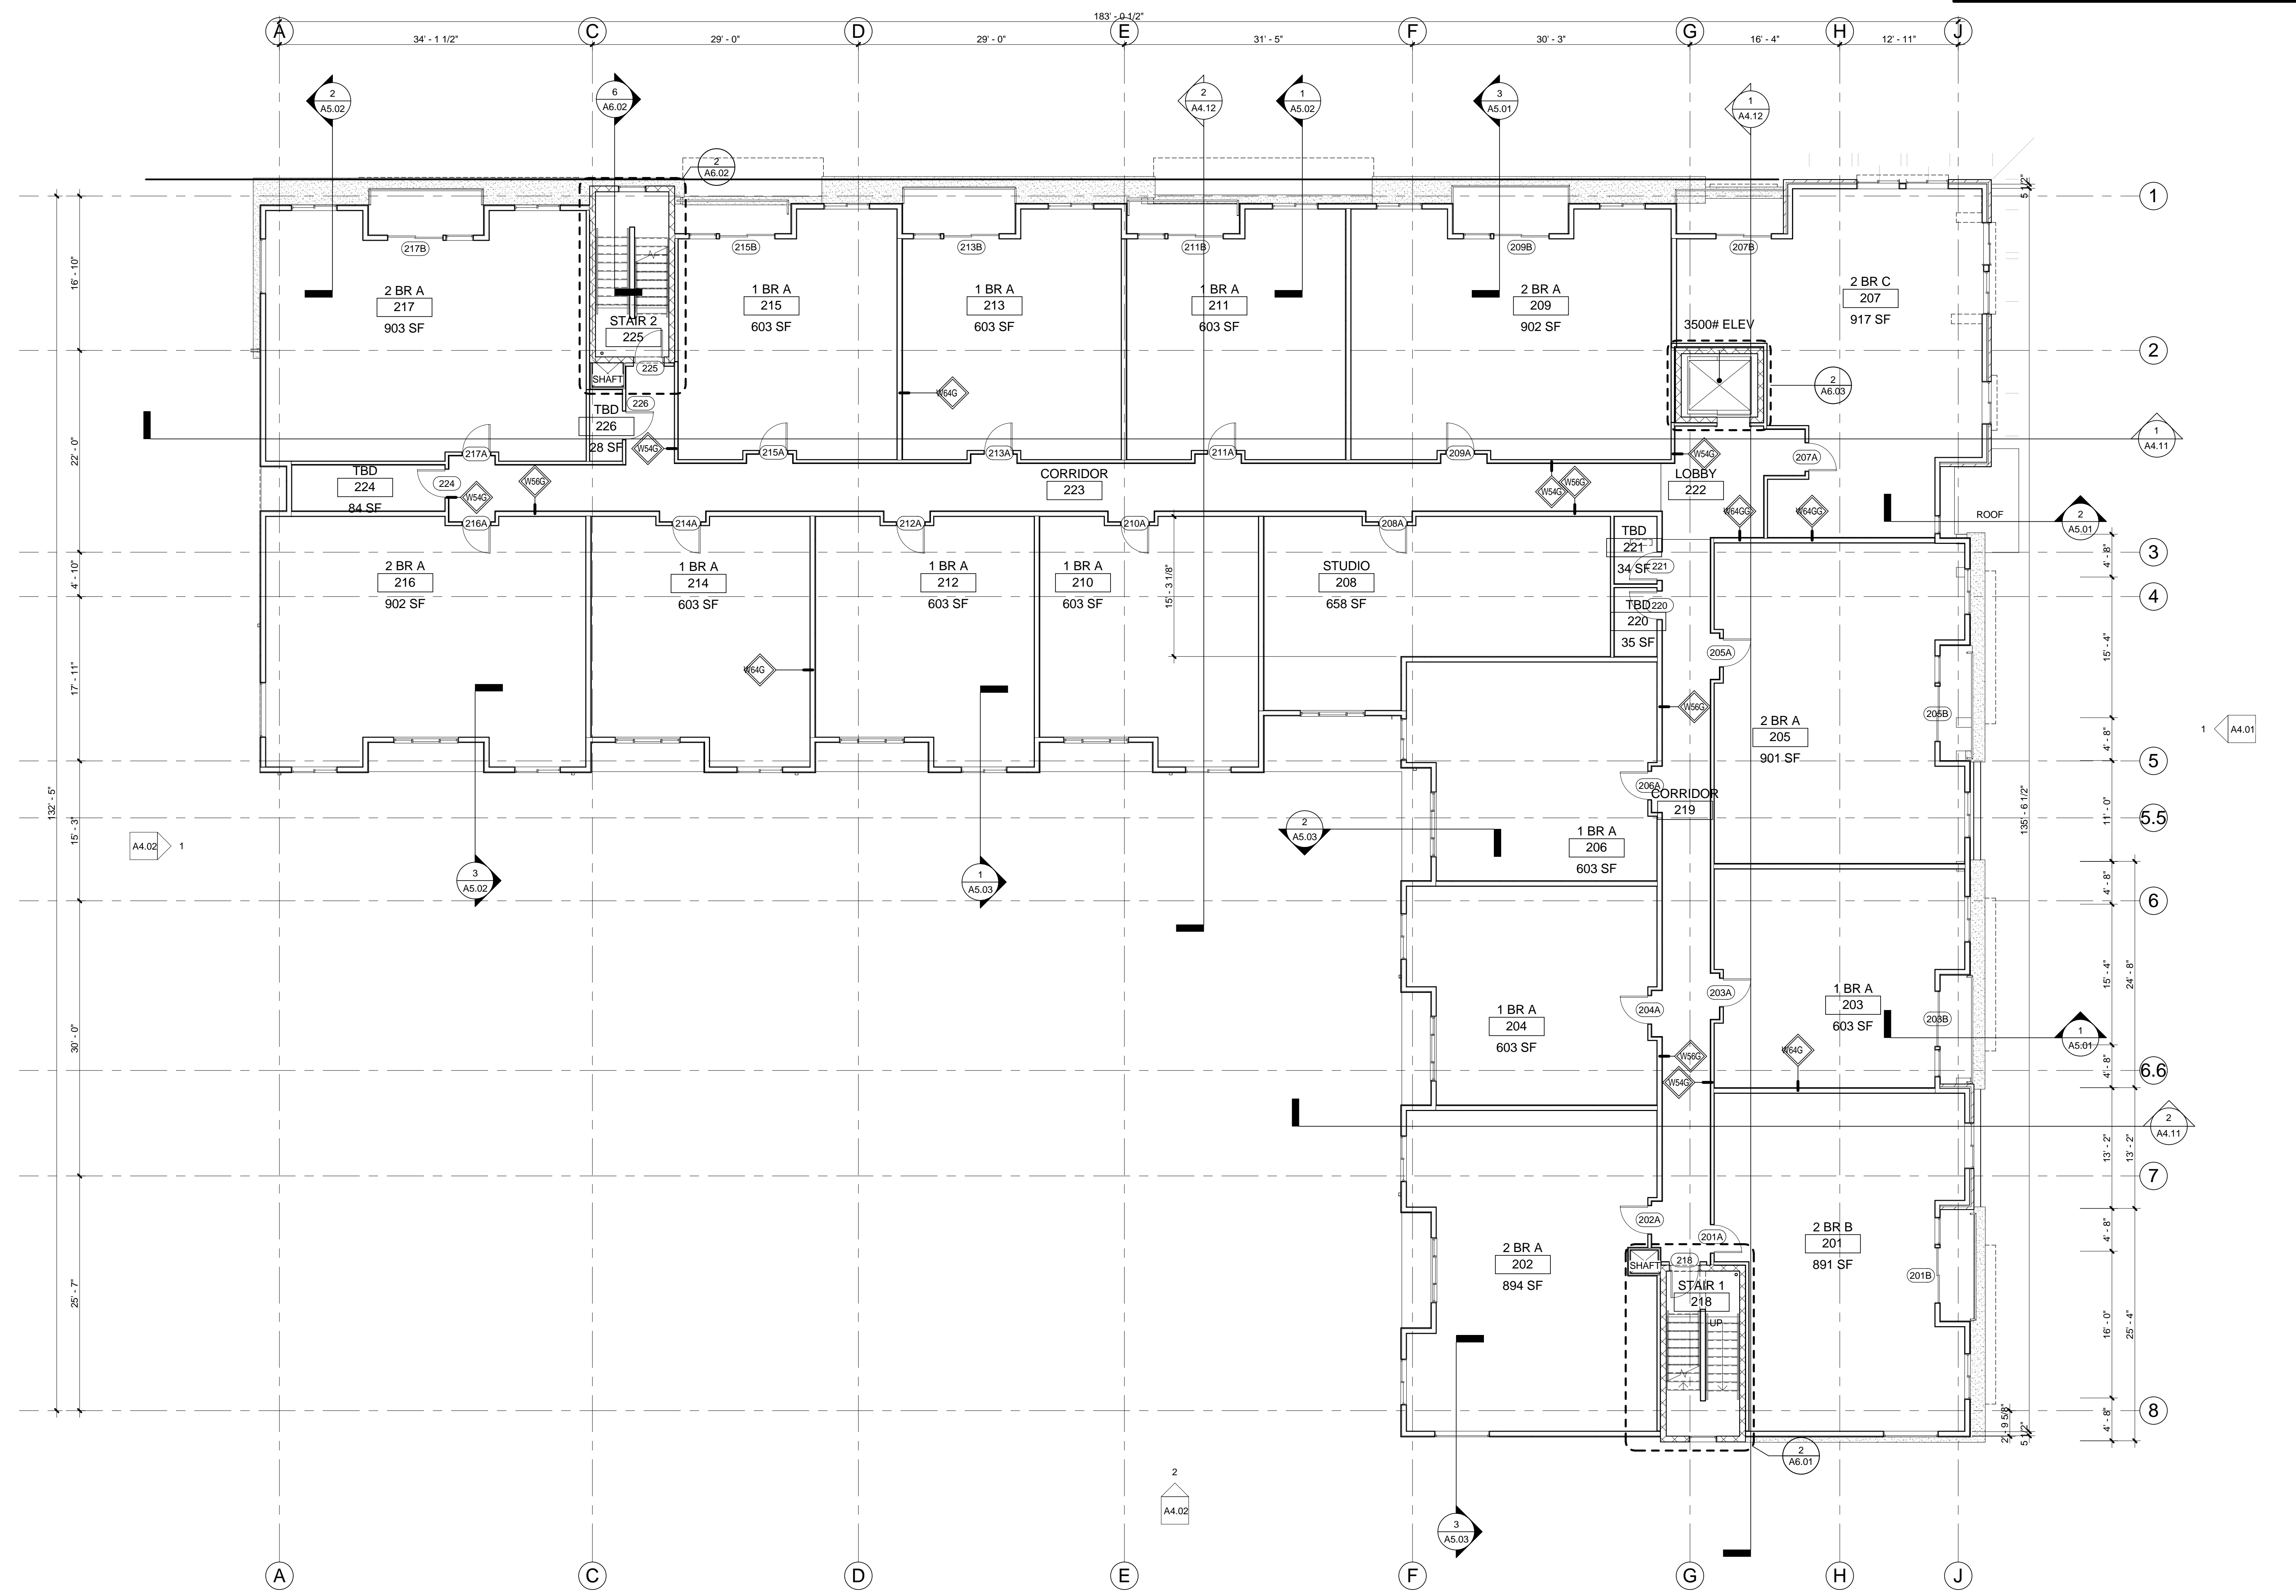 183' - 0 1/2"
A
C
D
E
F
G
H
J
34' - 1 1/2"
29' - 0"
29' - 0"
31' - 5"
30' - 3"
16' - 4"
12' - 11"
2
A5.02
6
A6.02
2
A4.12
1
A5.02
3
A5.01
1
A4.12
2
A6.02
5 1/2"
1
217B
215B
213B
211B
209B
207B
16' - 10"
2 BR A
217
903 SF
STAIR 2
225
225
SHAFT
1 BR A
215
603 SF
1 BR A
213
603 SF
1 BR A
211
603 SF
2 BR A
209
902 SF
2 BR C
207
917 SF
3500# ELEV
2
2
A6.03
W64G
226
TBD
226
28 SF
W54G
1
A4.11
22' - 0"
217A
215A
213A
211A
209A
207A
W54G
TBD
224
84 SF
224
W54G
W56G
CORRIDOR
223
W54G
W56G
LOBBY
222
W64GG
W64GG
ROOF
2
A5.01
216A
214A
212A
210A
208A
TBD
221
34 SF
221
3
4' - 8"
4' - 10"
2 BR A
216
902 SF
1 BR A
214
603 SF
1 BR A
212
603 SF
1 BR A
210
603 SF
15' - 3 1/8"
STUDIO
208
658 SF
TBD
220
35 SF
220
4
205A
15' - 4"
17' - 11"
W64G
W56G
2 BR A
205
901 SF
205B
4' - 8"
1
A4.01
5
132' - 5"
206A
CORRIDOR
219
11' - 0"
135' - 6 1/2"
5.5
15' - 3"
A4.02
1
2
A5.03
1 BR A
206
603 SF
3
A5.02
1
A5.03
4' - 8"
6
15' - 4"
24' - 8"
1 BR A
204
603 SF
204A
203A
1 BR A
203
603 SF
203B
1
A5.01
30' - 0"
W56G
W54G
W64G
4' - 8"
6.6
2
A4.11
13' - 2"
13' - 2"
7
202A
201A
2 BR A
202
894 SF
SHAFT
218
STAIR 1
218
UP
2 BR B
201
891 SF
201B
4' - 8"
25' - 7"
16' - 0"
25' - 4"
8
2' - 9 5/8"
5 1/2"
4' - 8"
2
A6.01
2
A4.02
3
A5.03
A
C
D
E
F
G
H
J